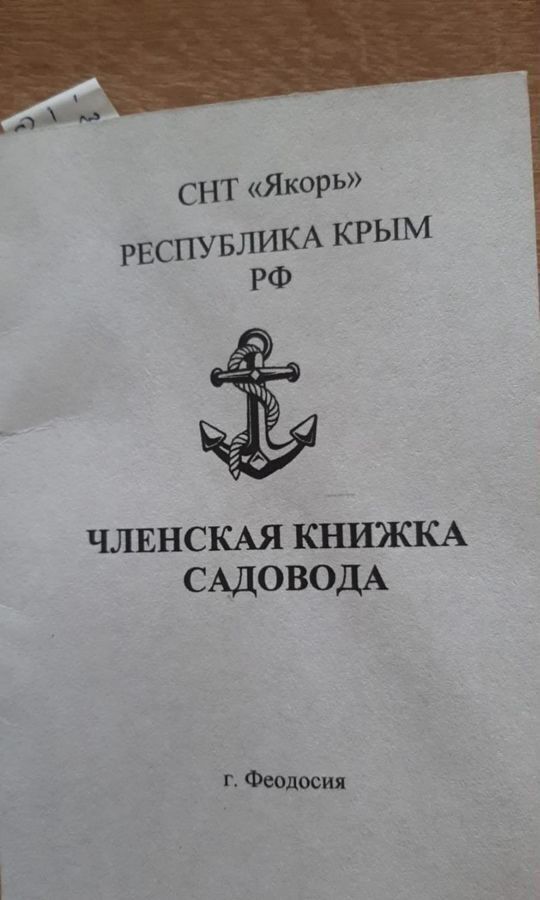 СНТ «Якорь»
РЕСПУБЛИКА КРЫМ
РФ
ЧЛЕНСКАЯ КНИЖКА
САДОВОДА
г. Феодосия